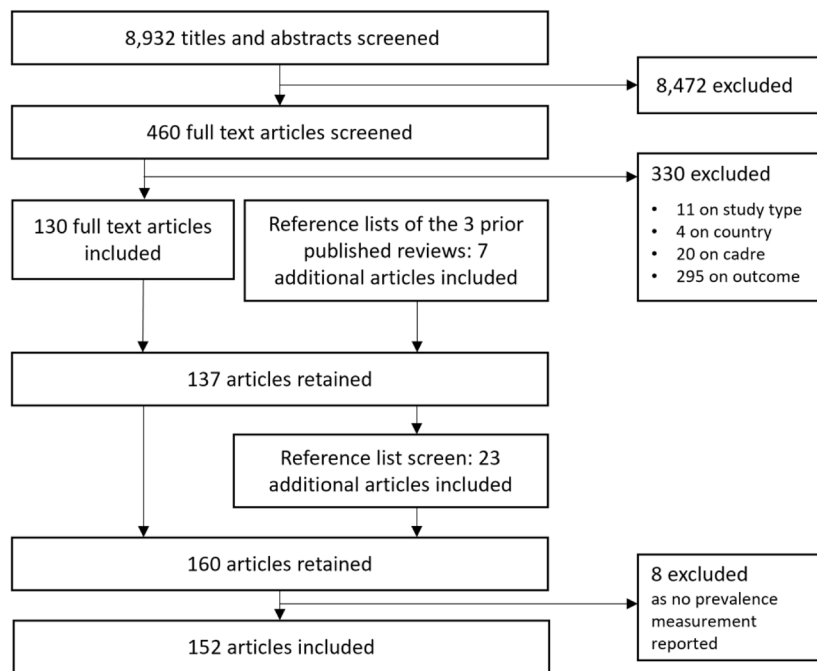 8,932 titles and abstracts screened
8,472 excluded
460 full text articles screened
330 excluded
• 11 on study type
• 4 on country
• 20 on cadre
• 295 on outcome
130 full text articles
included
Reference lists of the 3 prior
published reviews: 7
additional articles included
137 articles retained
Reference list screen: 23
additional articles included
160 articles retained
8 excluded
as no prevalence
measurement
reported
152 articles included